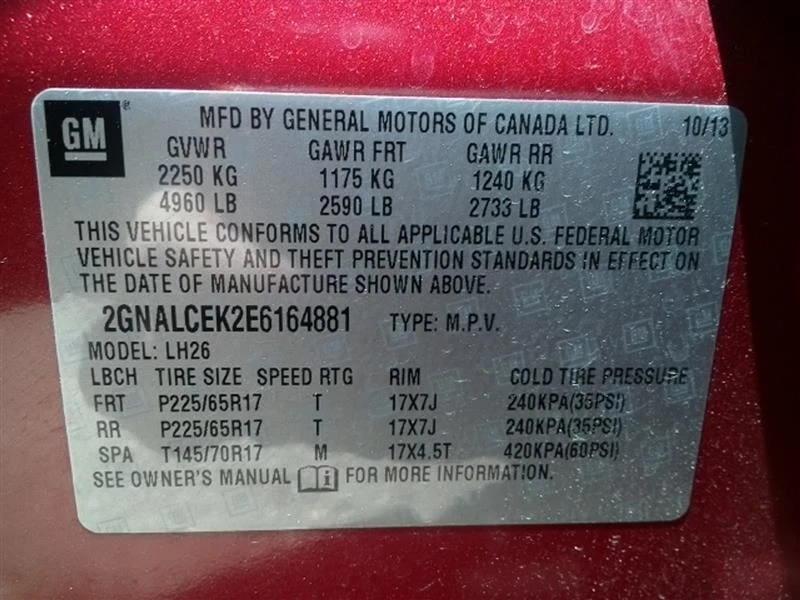 GM ® MFD BY GENERAL MOTORS OF CANADA LTD. 10/13
GVWR GAWR FRT GAWR RR
2250 KG 1175 KG 1240 KG
4960 LB 2590 LB 2733 LB
THIS VEHICLE CONFORMS TO ALL APPLICABLE U.S. FEDERAL MOTOR
VEHICLE SAFETY AND THEFT PREVENTION STANDARDS IN EFFECT ON
THE DATE OF MANUFACTURE SHOWN ABOVE.
2GNALCEK2E6164881 TYPE: M.P.V.
MODEL: LH26
LBCH TIRE SIZE SPEED RTG RIM COLD TIRE PRESSURE
FRT P225/65R17 T 17X7J 240KPA(35PSI)
RR P225/65R17 T 17X7J 240KPA(35PSI)
SPA T145/70R17 M 17X4.5T 420KPA(60PSI)
SEE OWNER'S MANUAL i FOR MORE INFORMATION.